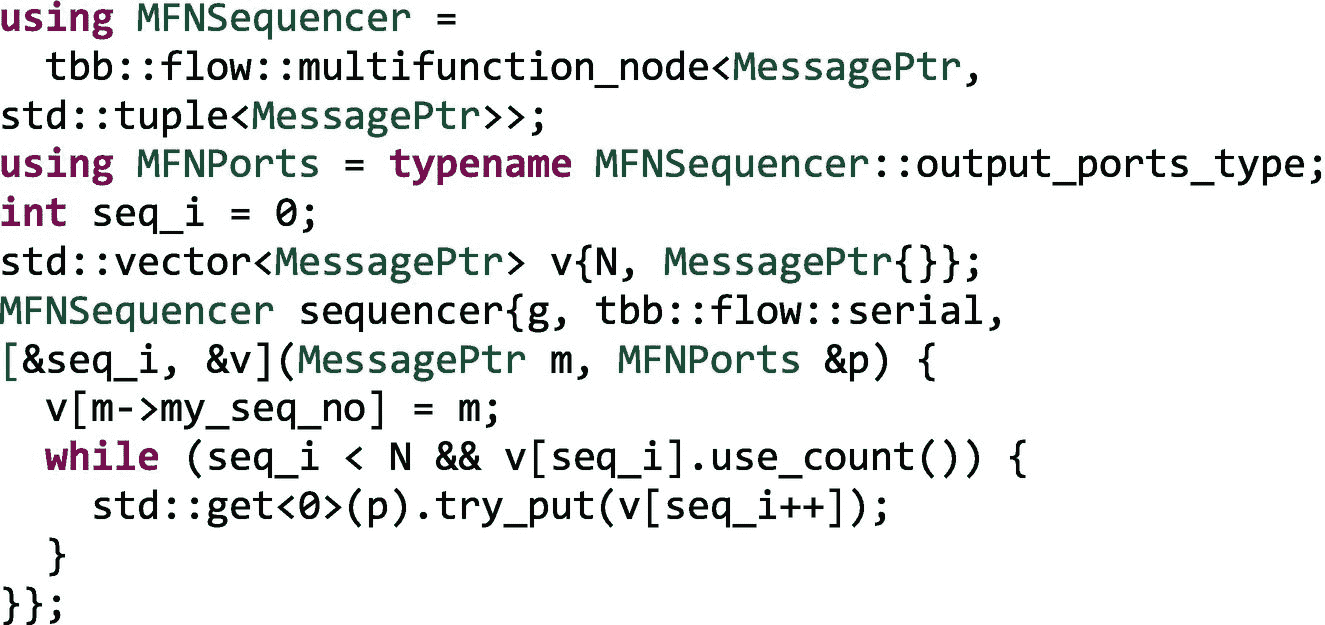 using MFNSequencer =
  tbb::flow::multifunction_node<MessagePtr,
std::tuple<MessagePtr>>;
using MFNPorts = typename MFNSequencer::output_ports_type;
int seq_i = 0;
std::vector<MessagePtr> v{N, MessagePtr{}};
MFNSequencer sequencer{g, tbb::flow::serial,
[&seq_i, &v](MessagePtr m, MFNPorts &p) {
  v[m->my_seq_no] = m;
  while (seq_i < N && v[seq_i].use_count()) {
    std::get<0>(p).try_put(v[seq_i++]);
  }
}};